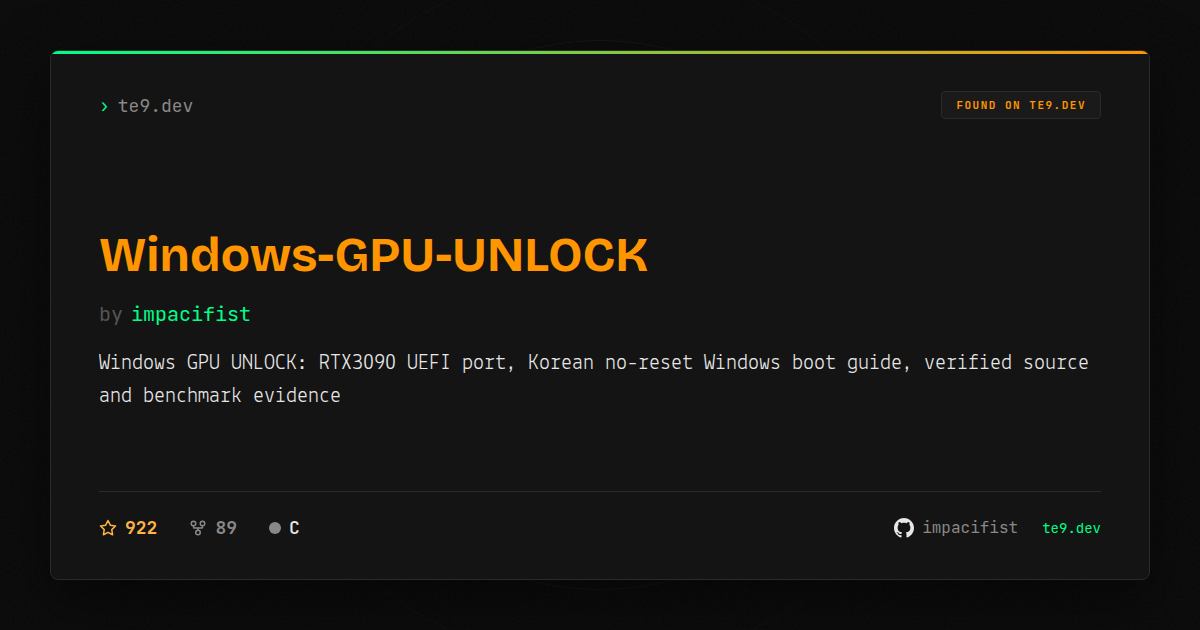 › te9.dev
FOUND ON TE9.DEV
Windows-GPU-UNLOCK
by impacifist
Windows GPU UNLOCK: RTX3090 UEFI port, Korean no-reset Windows boot guide, verified source
and benchmark evidence
922 89 C
impacifist te9.dev